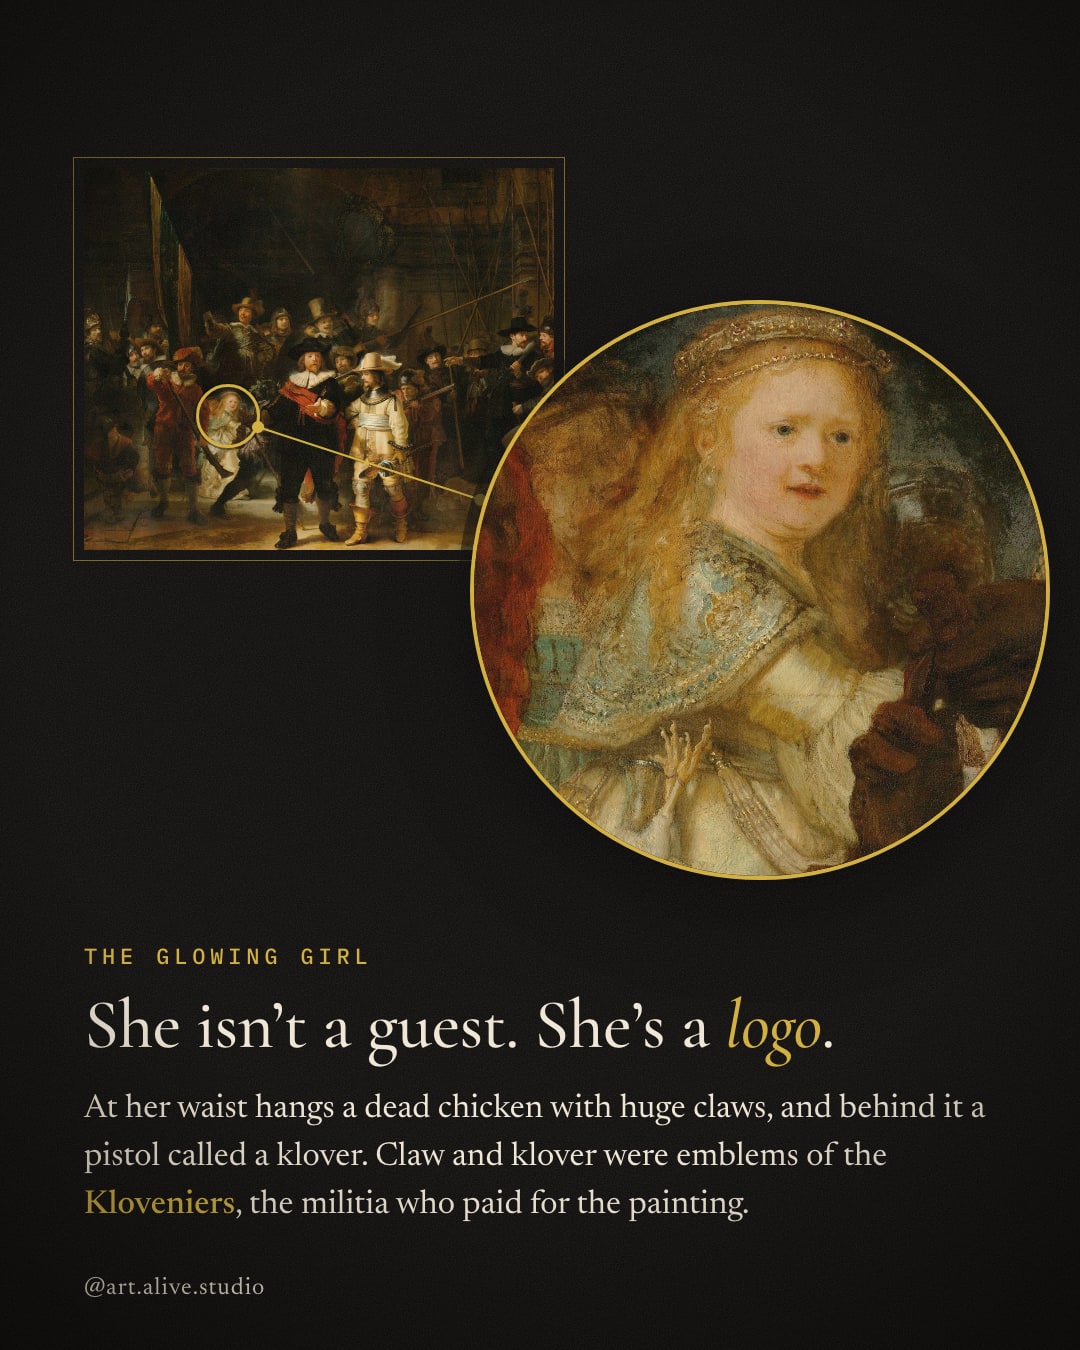 THE GLOWING GIRL
She isn’t a guest. She’s a logo.
At her waist hangs a dead chicken with huge claws, and behind it a
pistol called a klover. Claw and klover were emblems of the
Kloveniers, the militia who paid for the painting.
@art.alive.studio